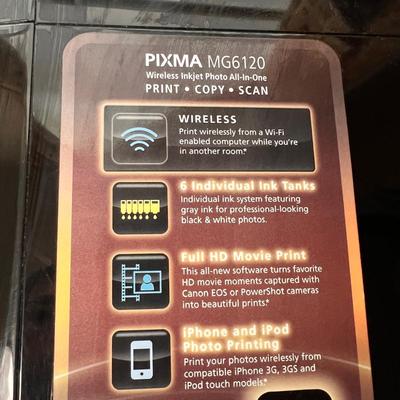 PIXMA MG6120
Wireless Inkjet Photo All-In-One
PRINT • COPY • SCAN
WIRELESS
Print wirelessly from a Wi-Fi
enabled computer while you're
in another room.*
6 Individual Ink Tanks
Individual ink system featuring
gray ink for professional-looking
black & white photos.
Full HD Movie Print
This all-new software turns favorite
HD movie moments captured with
Canon EOS or PowerShot cameras
into beautiful prints.*
iPhone and iPod
Photo Printing
Print your photos wirelessly from
compatible iPhone 3G, 3GS and
iPod touch models.*